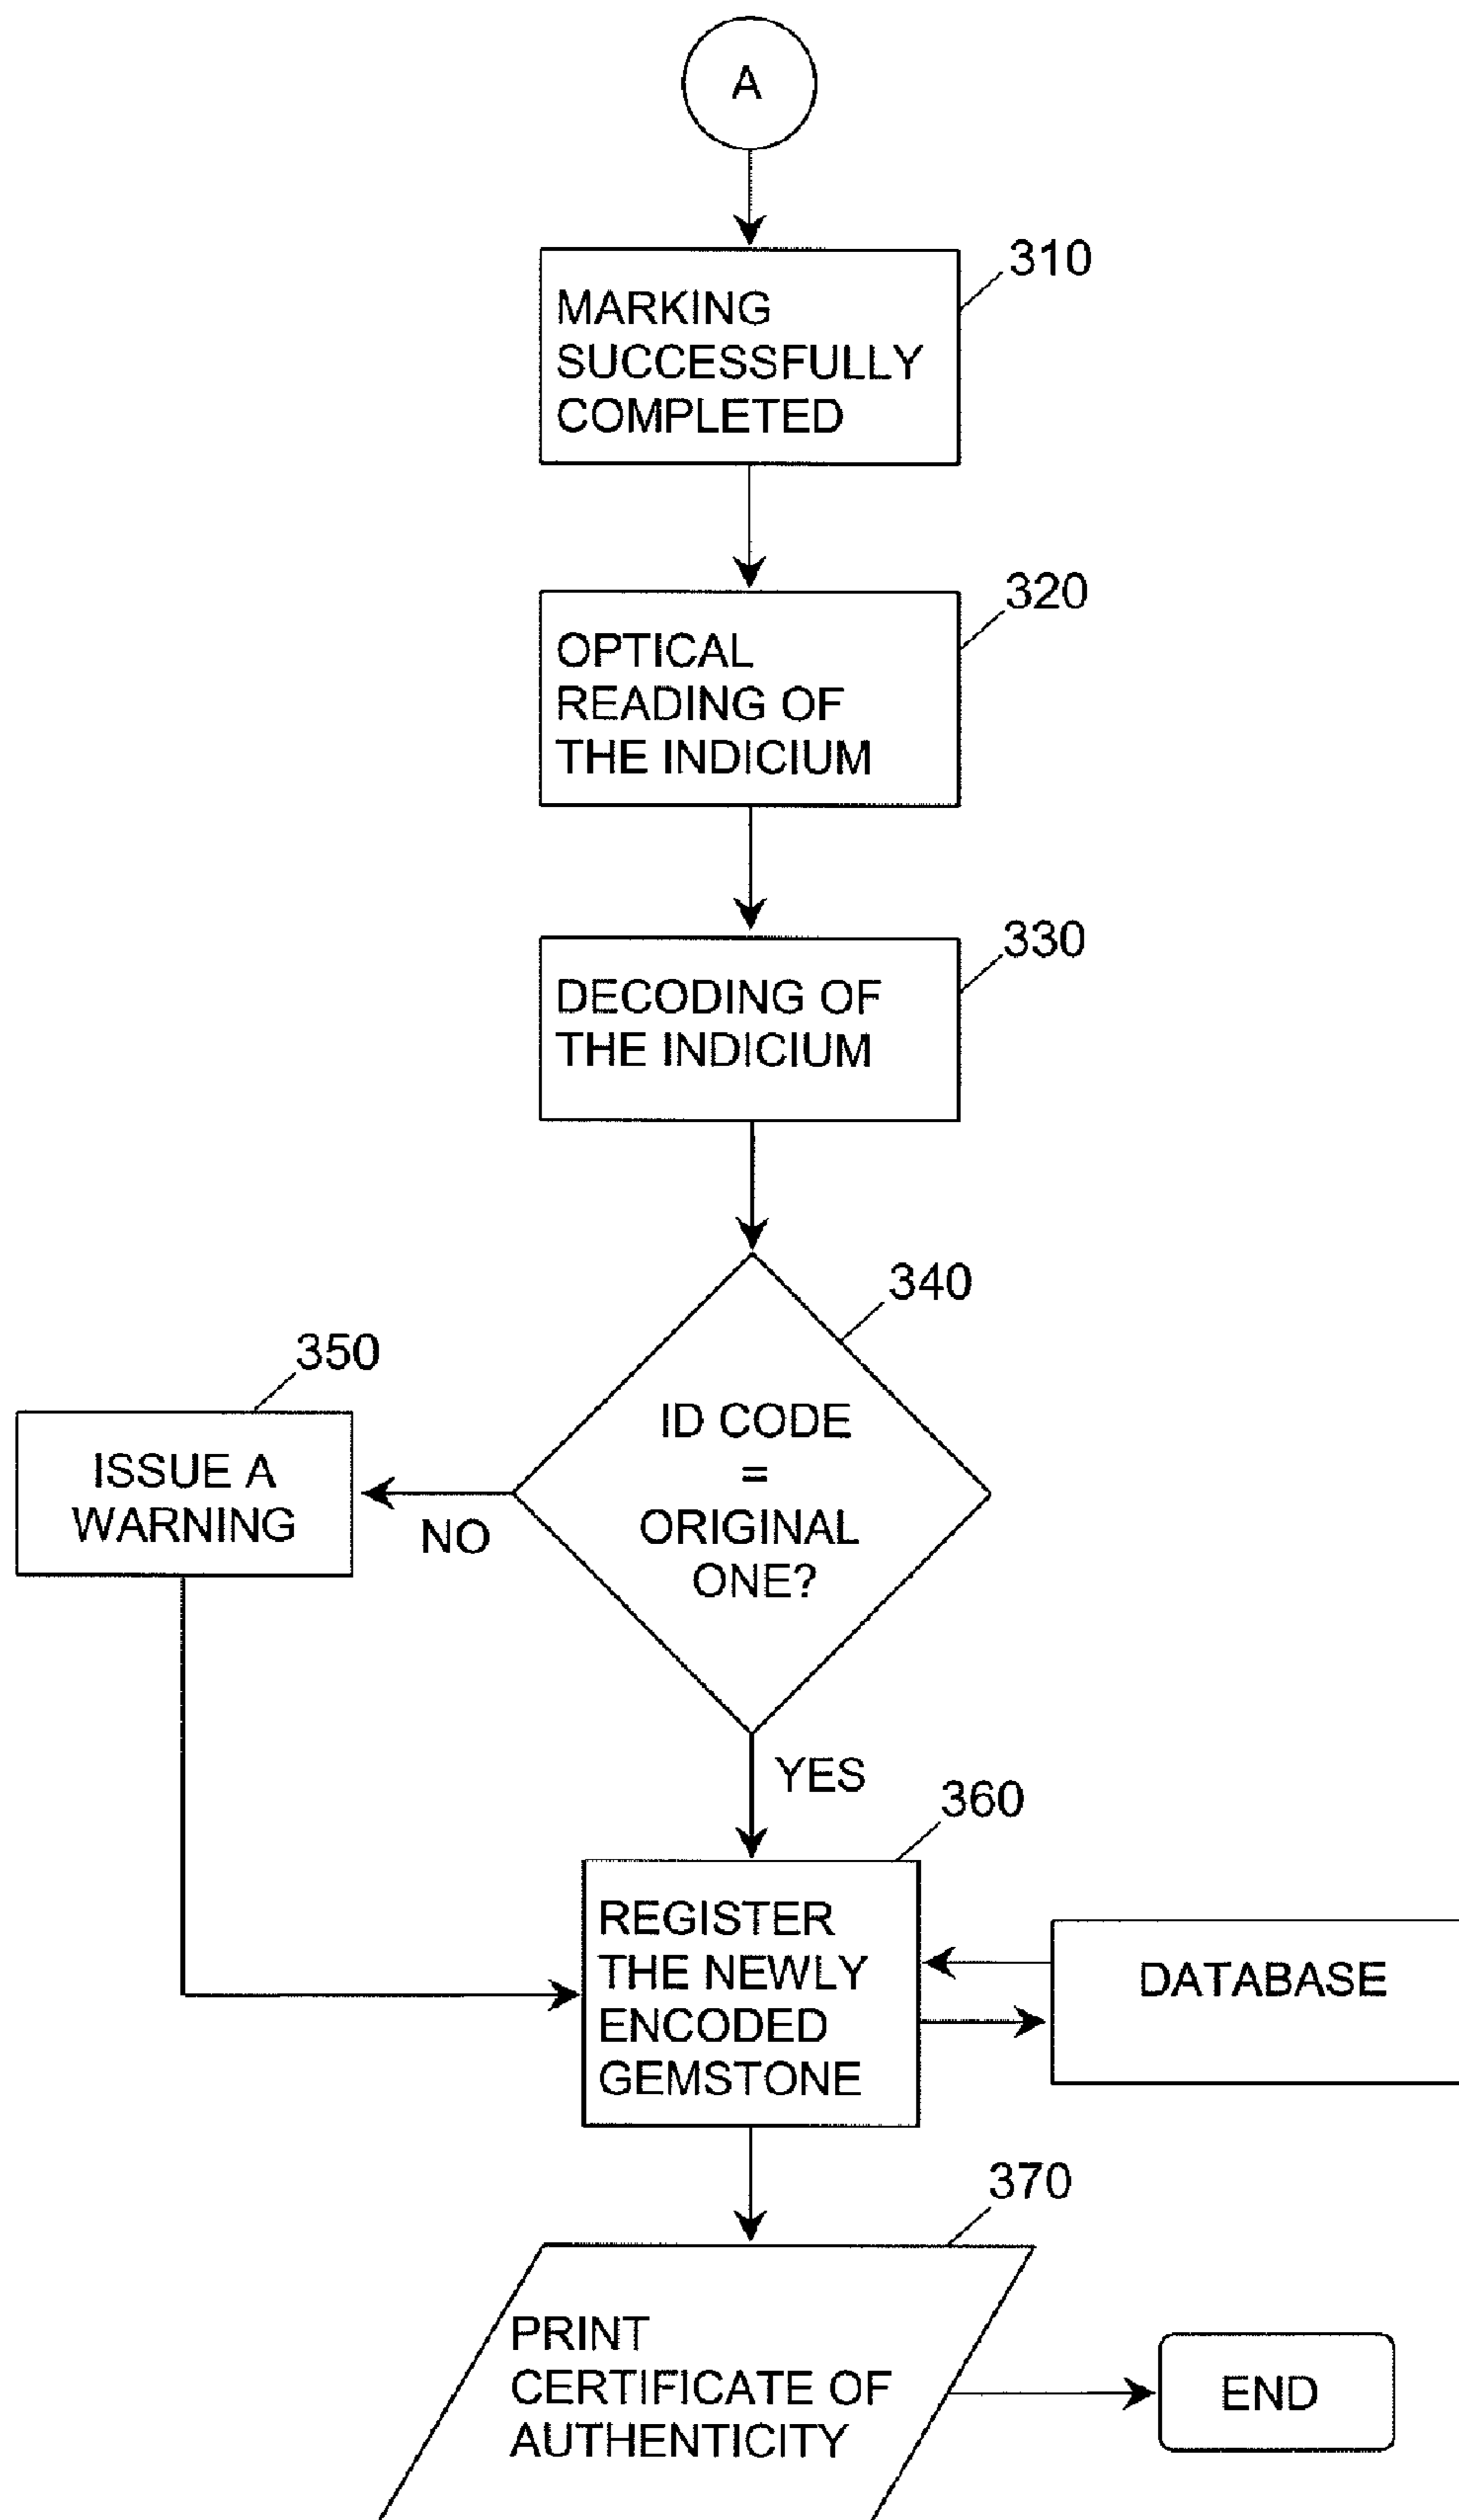 A
310
MARKING
SUCCESSFULLY
COMPLETED
320
OPTICAL
READING OF
THE INDICIUM
330
DECODING OF
THE INDICIUM
340
ID CODE
=
ORIGINAL
ONE?
350
ISSUE A
WARNING
NO
YES
360
REGISTER
THE NEWLY
ENCODED
GEMSTONE
DATABASE
370
PRINT
CERTIFICATE OF
AUTHENTICITY
END